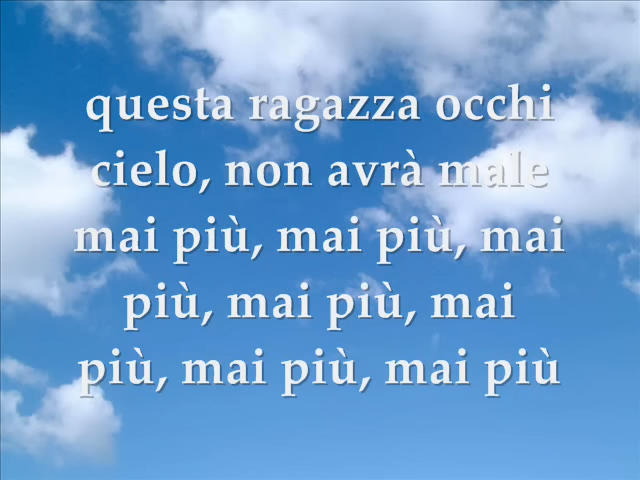 questa ragazza occhi
cielo, non avrà male
mai più, mai più, mai
più, mai più, mai
più, mai più, mai più